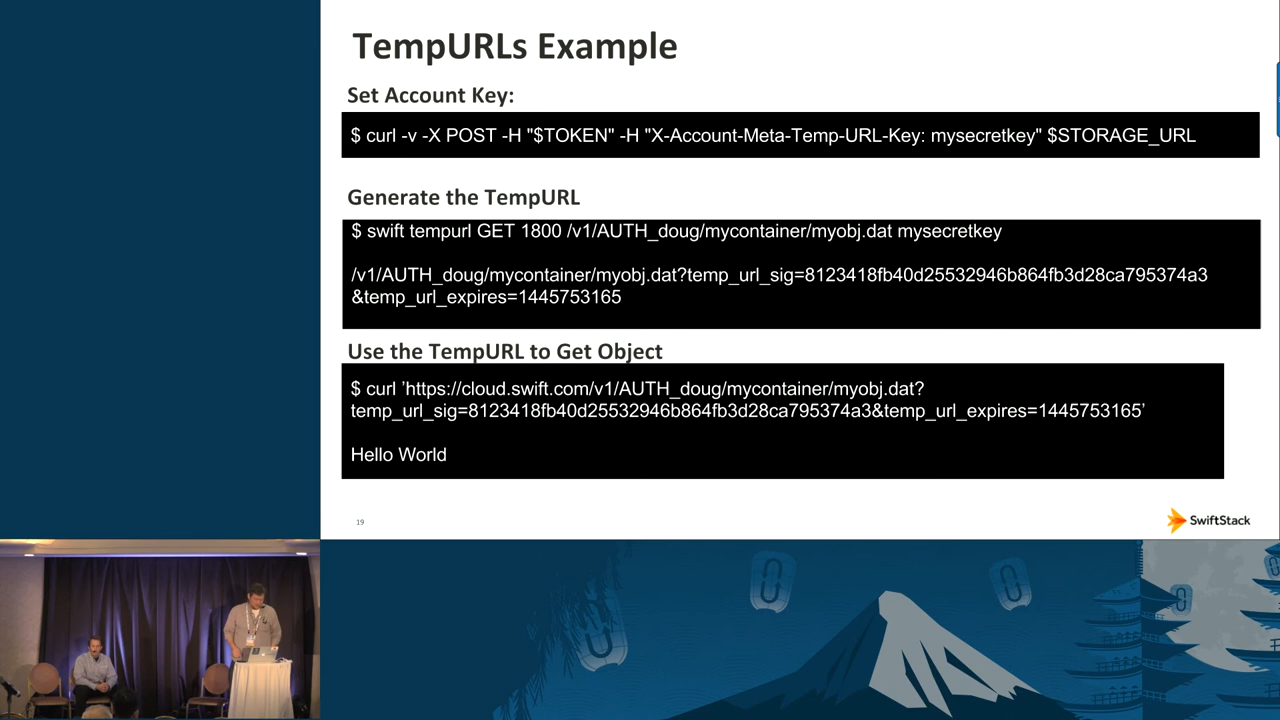 TempURLs Example
Set Account Key:
$ curl -v -X POST -H "$TOKEN" -H "X-Account-Meta-Temp-URL-Key: mysecretkey" $STORAGE_URL
Generate the TempURL
$ swift tempurl GET 1800 /v1/AUTH_doug/mycontainer/myobj.dat mysecretkey
/v1/AUTH_doug/mycontainer/myobj.dat?temp_url_sig=8123418fb40d25532946b864fb3d28ca795374a3
&temp_url_expires=1445753165
Use the TempURL to Get Object
$ curl ’https://cloud.swift.com/v1/AUTH_doug/mycontainer/myobj.dat?
temp_url_sig=8123418fb40d25532946b864fb3d28ca795374a3&temp_url_expires=1445753165’
Hello World
19
SwiftStack